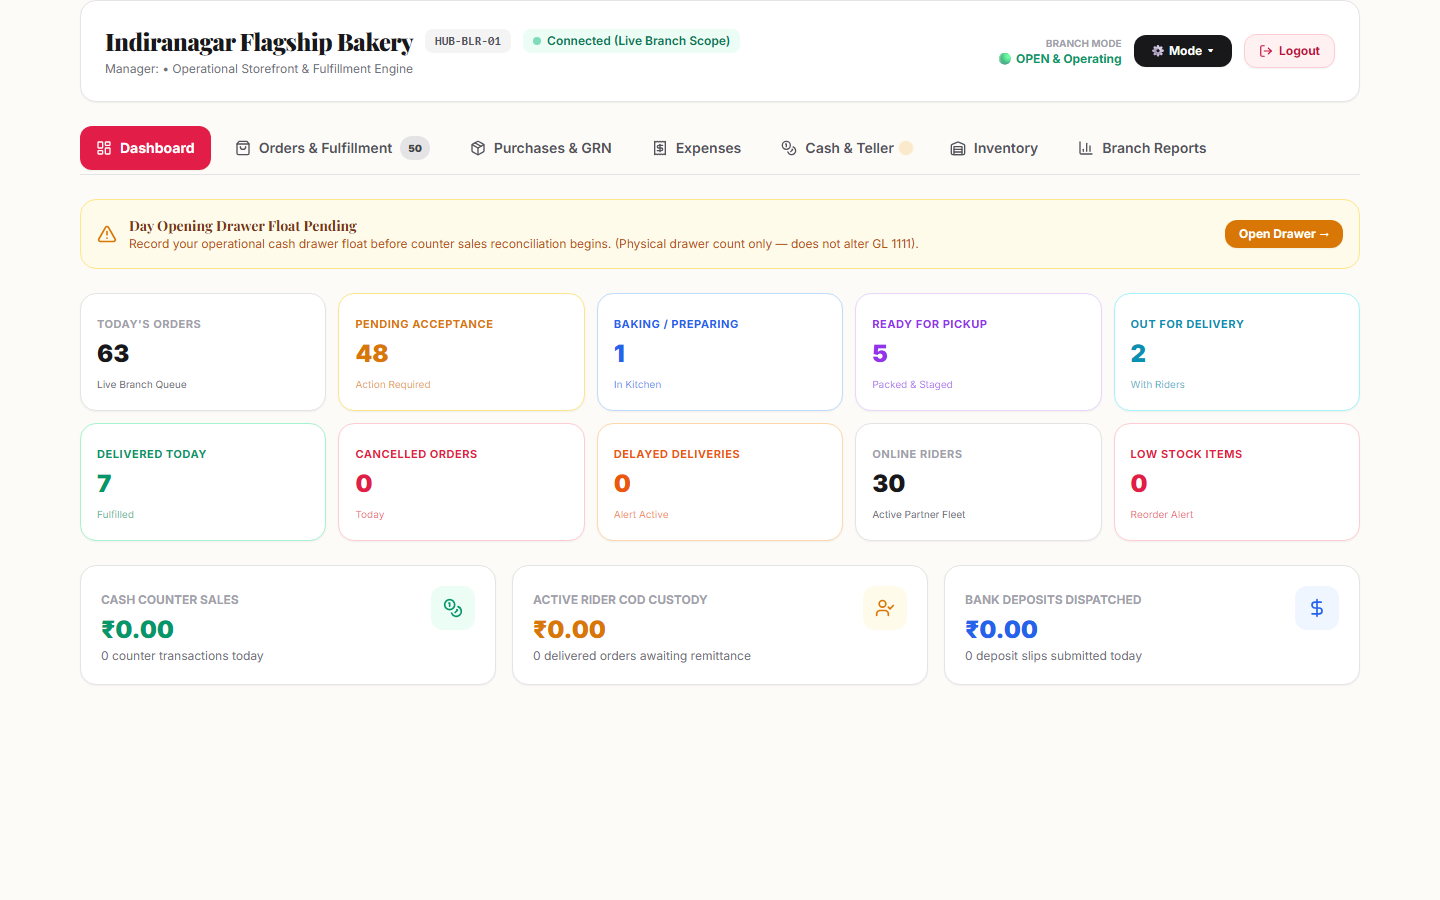 Indiranagar Flagship Bakery
HUB-BLR-01
Connected (Live Branch Scope)
Manager: • Operational Storefront & Fulfillment Engine
BRANCH MODE
OPEN & Operating
Mode
Logout
Dashboard
Orders & Fulfillment 50
Purchases & GRN
Expenses
Cash & Teller
Inventory
Branch Reports
Day Opening Drawer Float Pending
Record your operational cash drawer float before counter sales reconciliation begins. (Physical drawer count only — does not alter GL 1111).
Open Drawer →
TODAY'S ORDERS
63
Live Branch Queue
PENDING ACCEPTANCE
48
Action Required
BAKING / PREPARING
1
In Kitchen
READY FOR PICKUP
5
Packed & Staged
OUT FOR DELIVERY
2
With Riders
DELIVERED TODAY
7
Fulfilled
CANCELLED ORDERS
0
Today
DELAYED DELIVERIES
0
Alert Active
ONLINE RIDERS
30
Active Partner Fleet
LOW STOCK ITEMS
0
Reorder Alert
CASH COUNTER SALES
₹0.00
0 counter transactions today
ACTIVE RIDER COD CUSTODY
₹0.00
0 delivered orders awaiting remittance
BANK DEPOSITS DISPATCHED
₹0.00
0 deposit slips submitted today